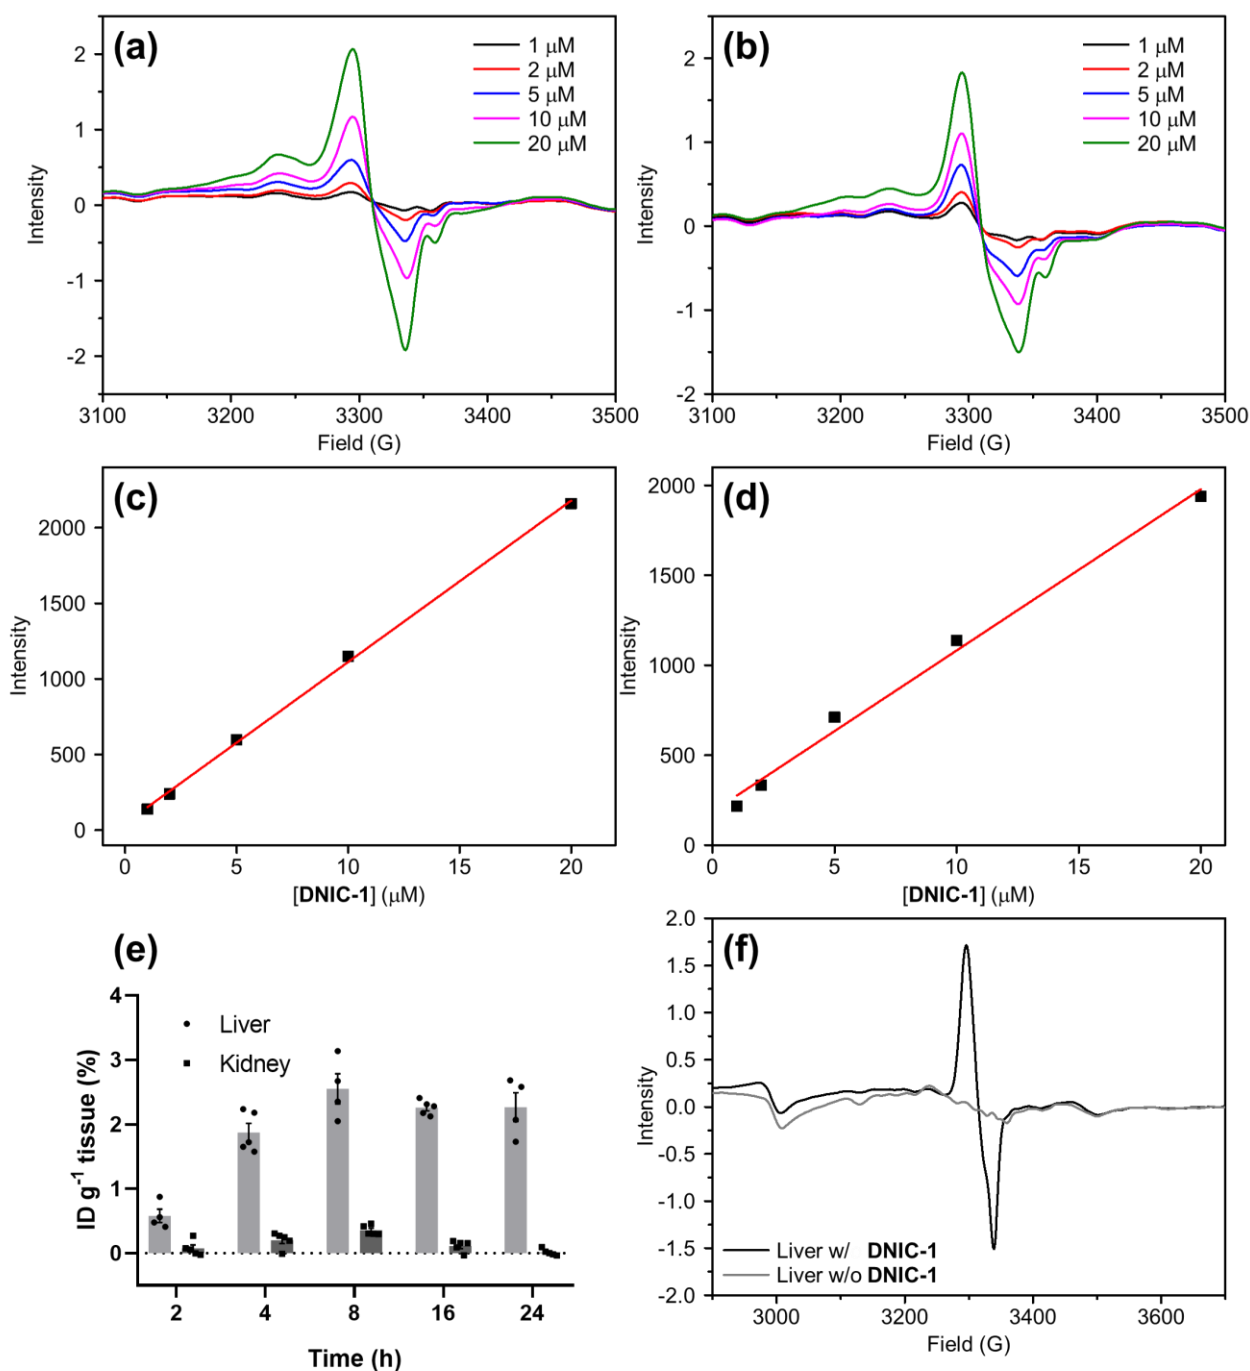 (a)
1 μM
2 μM
5 μM
10 μM
20 μM
2
1
0
-1
-2
Intensity
3100
3200
3300
3400
3500
Field (G)
(b)
1 μM
2 μM
5 μM
10 μM
20 μM
2
1
0
-1
-2
Intensity
3100
3200
3300
3400
3500
Field (G)
(c)
2000
1500
1000
500
0
Intensity
0
5
10
15
20
[DNIC-1] (μM)
(d)
2000
1500
1000
500
0
Intensity
0
5
10
15
20
[DNIC-1] (μM)
(e)
Liver
Kidney
4
3
2
1
0
ID g⁻¹ tissue (%)
2
4
8
16
24
Time (h)
(f)
2.0
1.5
1.0
0.5
0.0
-0.5
-1.0
-1.5
-2.0
Intensity
Liver w/ DNIC-1
Liver w/o DNIC-1
3000
3200
3400
3600
Field (G)